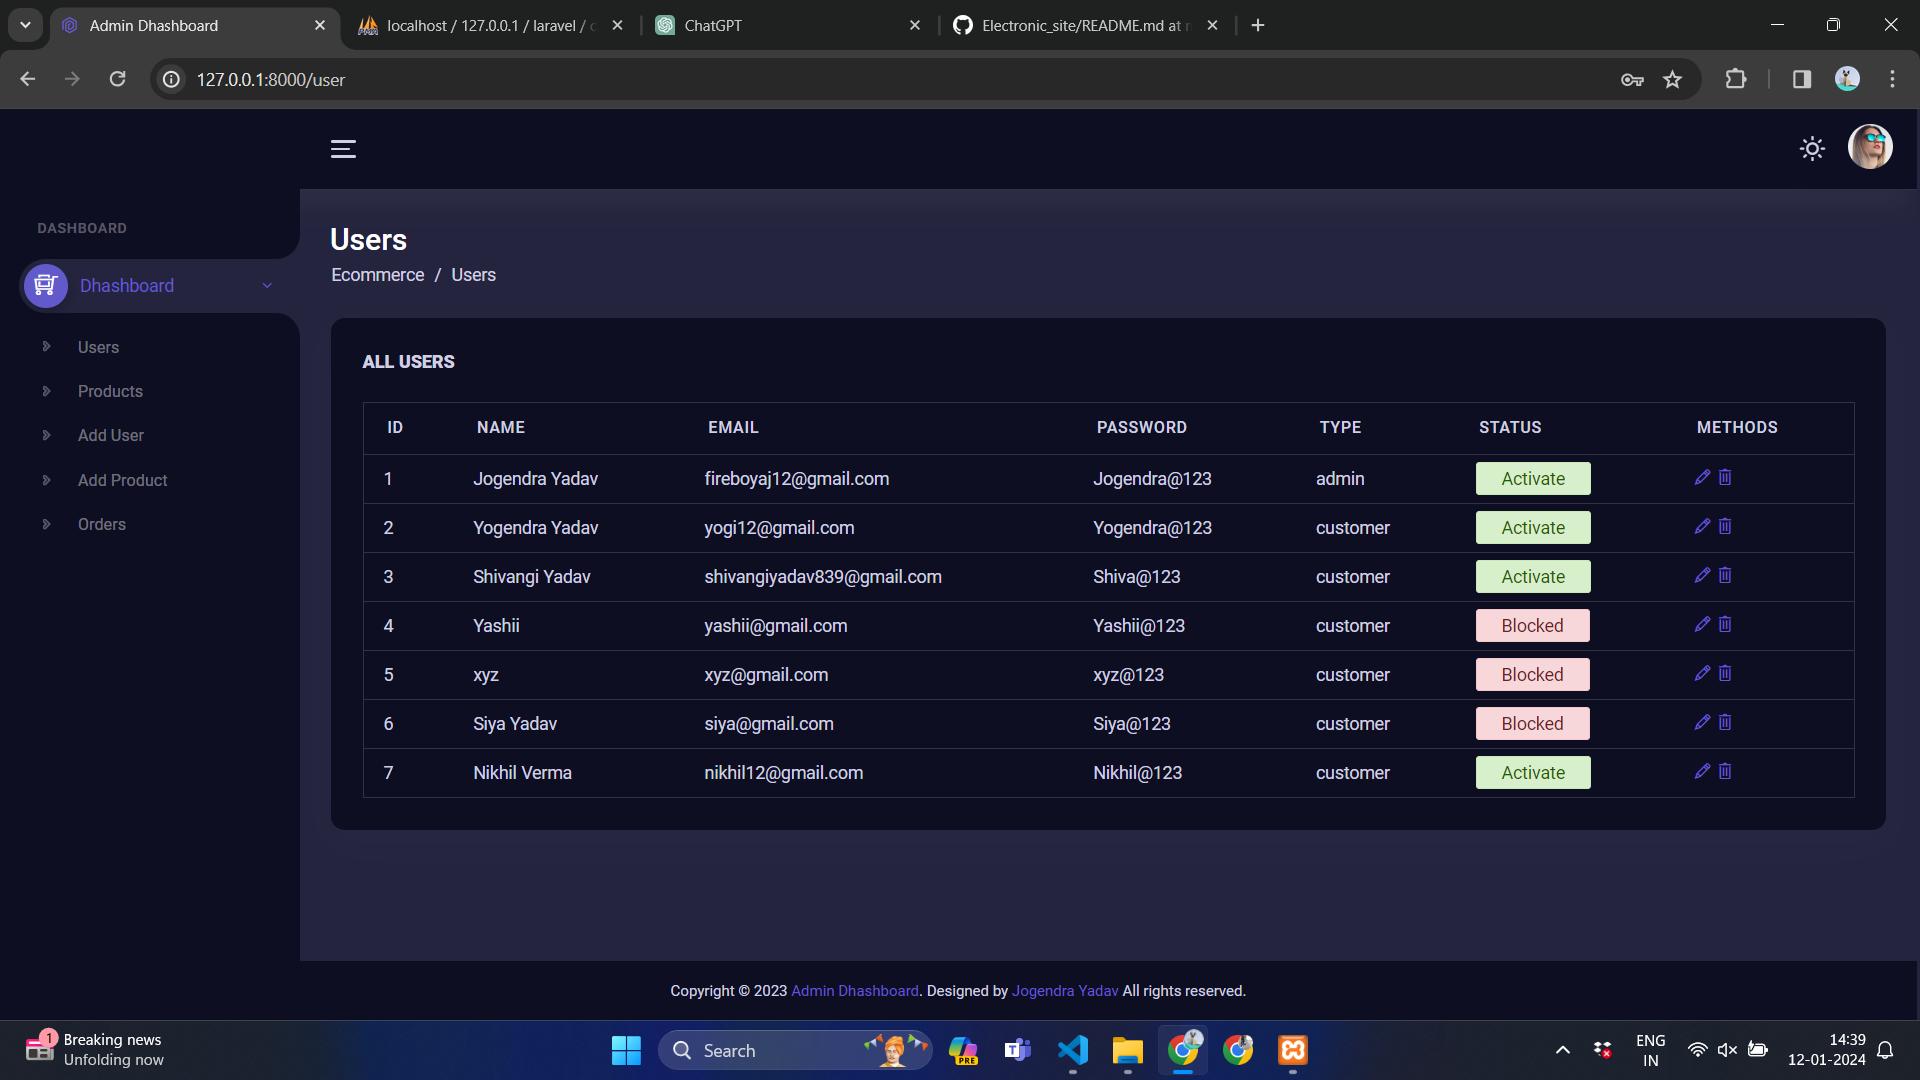 Admin Dhashboard
localhost / 127.0.0.1 / laravel / c
ChatGPT
Electronic_site/README.md at m
127.0.0.1:8000/user
DASHBOARD
Dhashboard
Users
Products
Add User
Add Product
Orders
Users
Ecommerce / Users
ALL USERS
ID NAME EMAIL PASSWORD TYPE STATUS METHODS
1 Jogendra Yadav fireboyaj12@gmail.com Jogendra@123 admin Activate
2 Yogendra Yadav yogi12@gmail.com Yogendra@123 customer Activate
3 Shivangi Yadav shivangiyadav839@gmail.com Shiva@123 customer Activate
4 Yashii yashii@gmail.com Yashii@123 customer Blocked
5 xyz xyz@gmail.com xyz@123 customer Blocked
6 Siya Yadav siya@gmail.com Siya@123 customer Blocked
7 Nikhil Verma nikhil12@gmail.com Nikhil@123 customer Activate
Copyright © 2023 Admin Dhashboard. Designed by Jogendra Yadav All rights reserved.
1
Breaking news
Unfolding now
Search
PRE
T
ENG
IN
14:39
12-01-2024